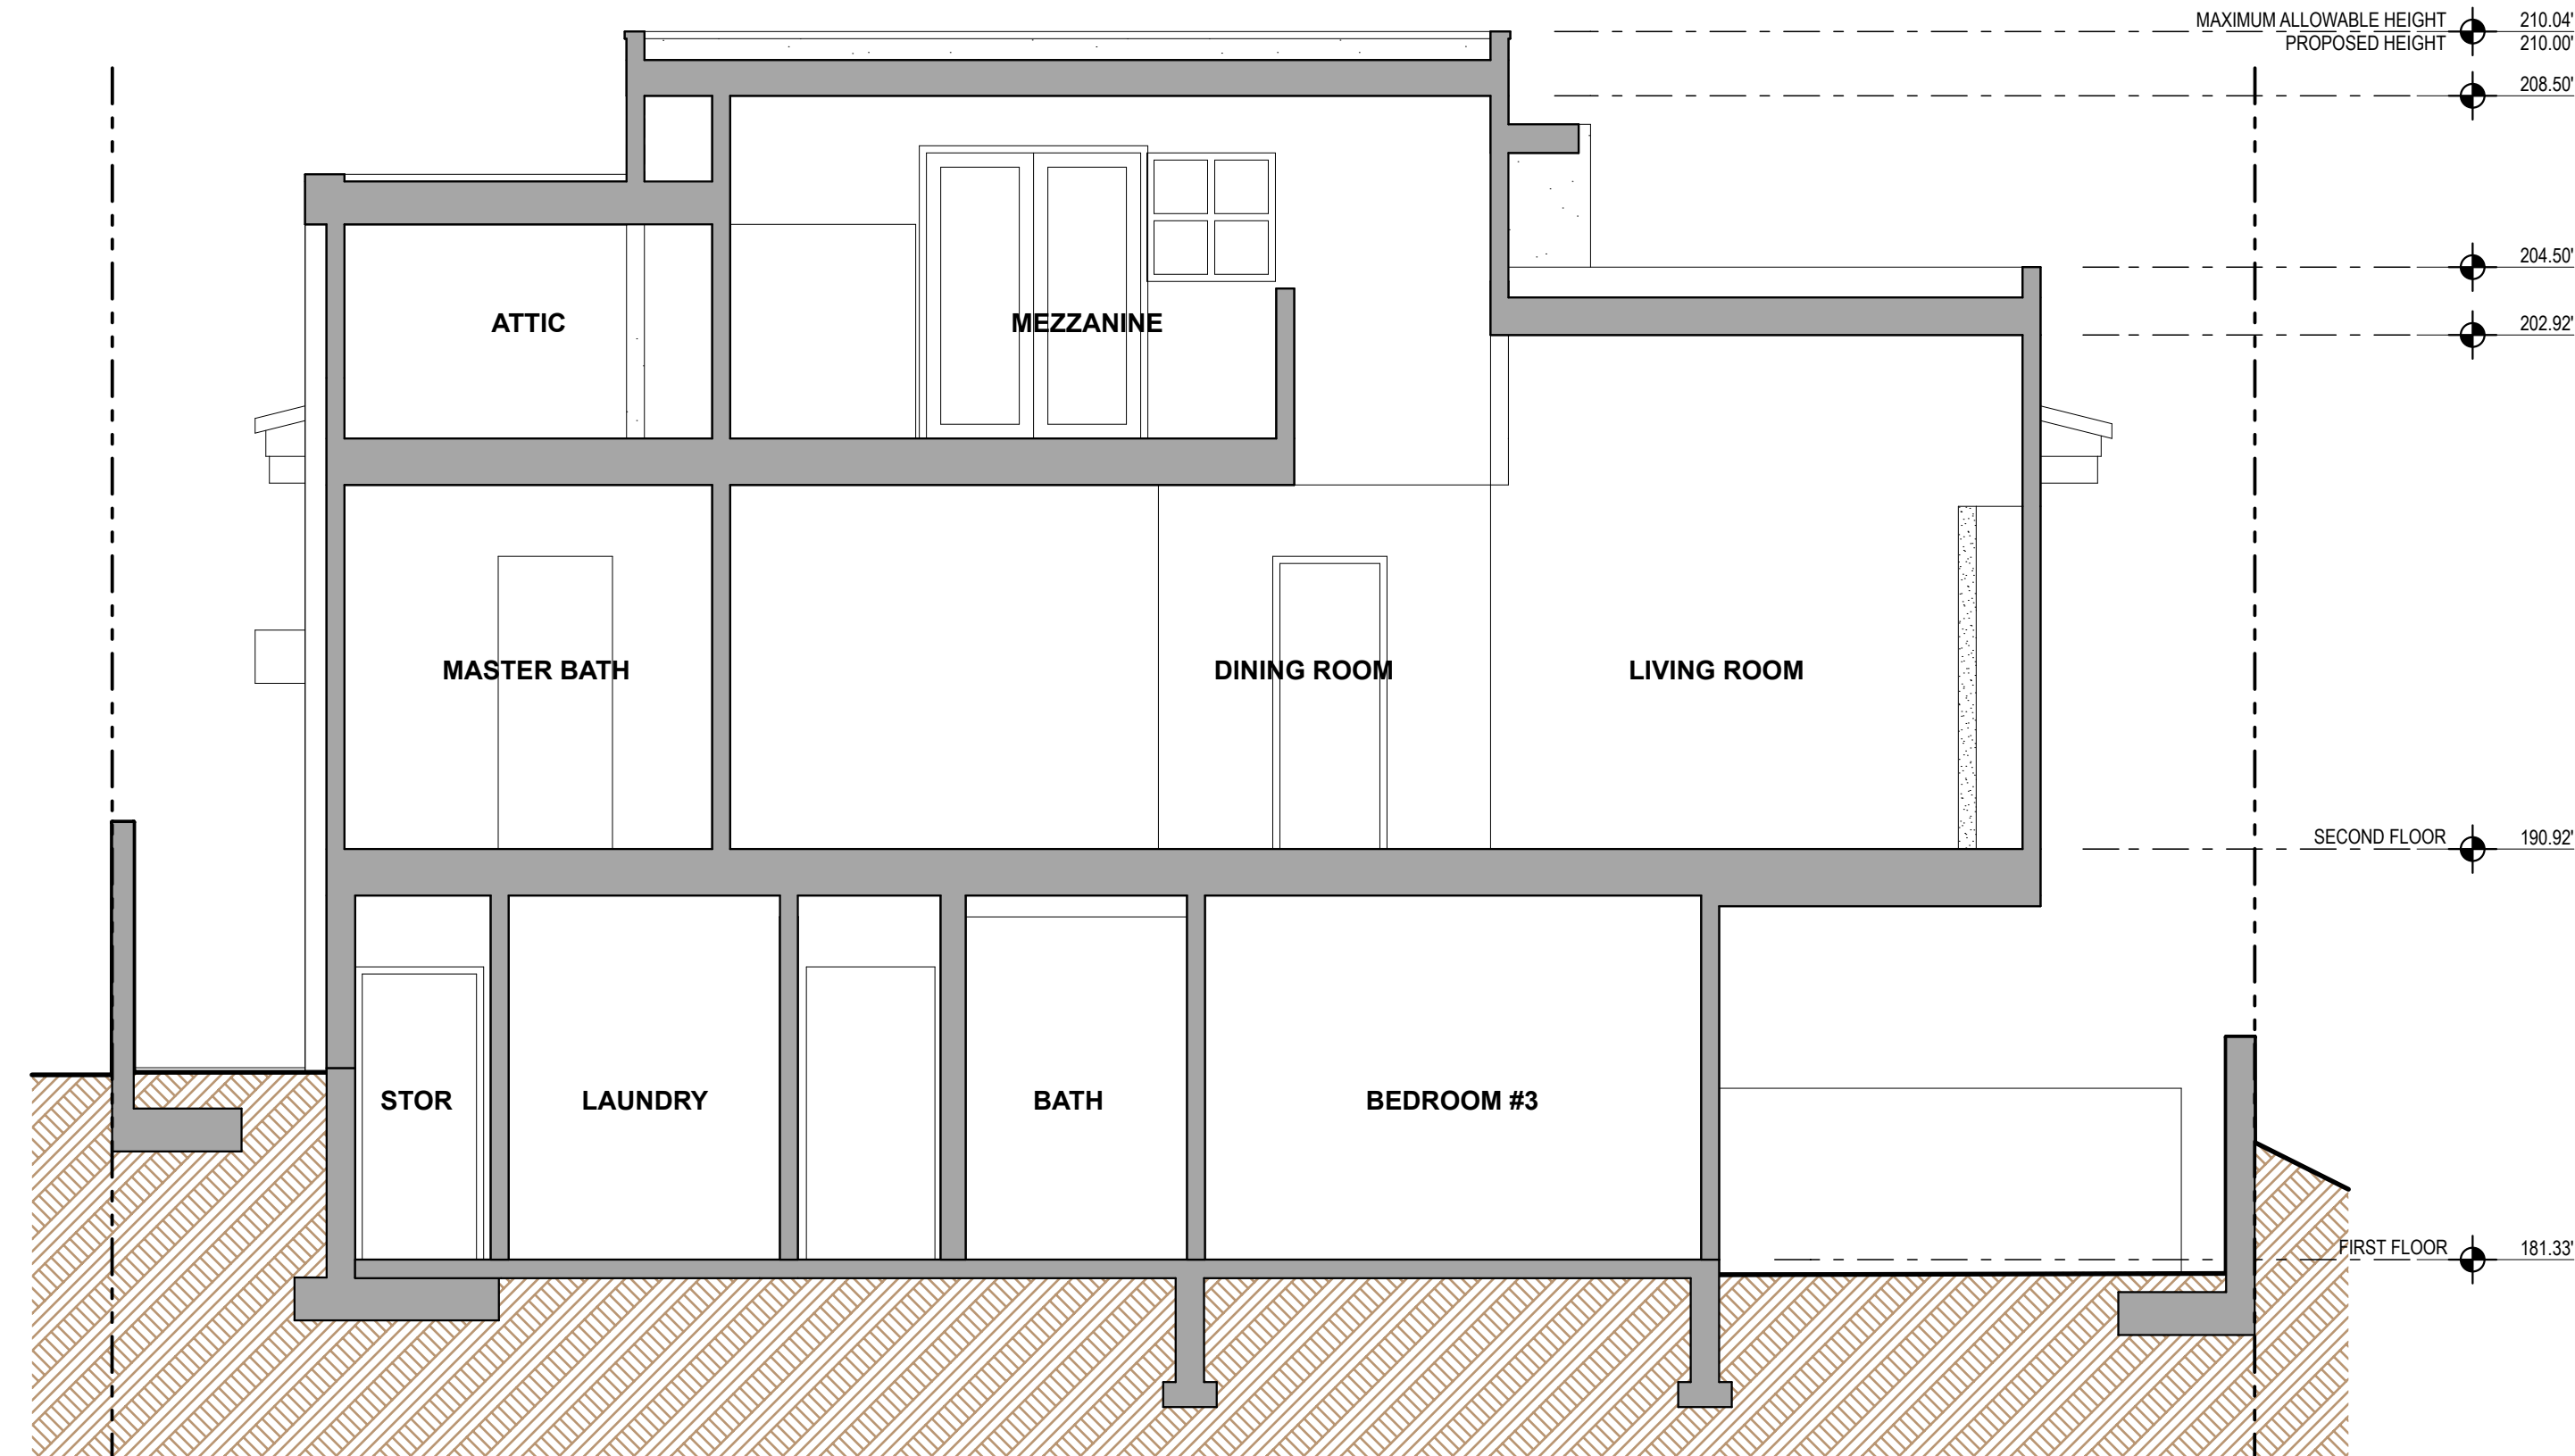 MAXIMUM ALLOWABLE HEIGHT 210.04'
PROPOSED HEIGHT 210.00'
208.50'
204.50'
ATTIC MEZZANINE 202.92'
MASTER BATH DINING ROOM LIVING ROOM
SECOND FLOOR 190.92'
STOR LAUNDRY BATH BEDROOM #3
FIRST FLOOR 181.33'